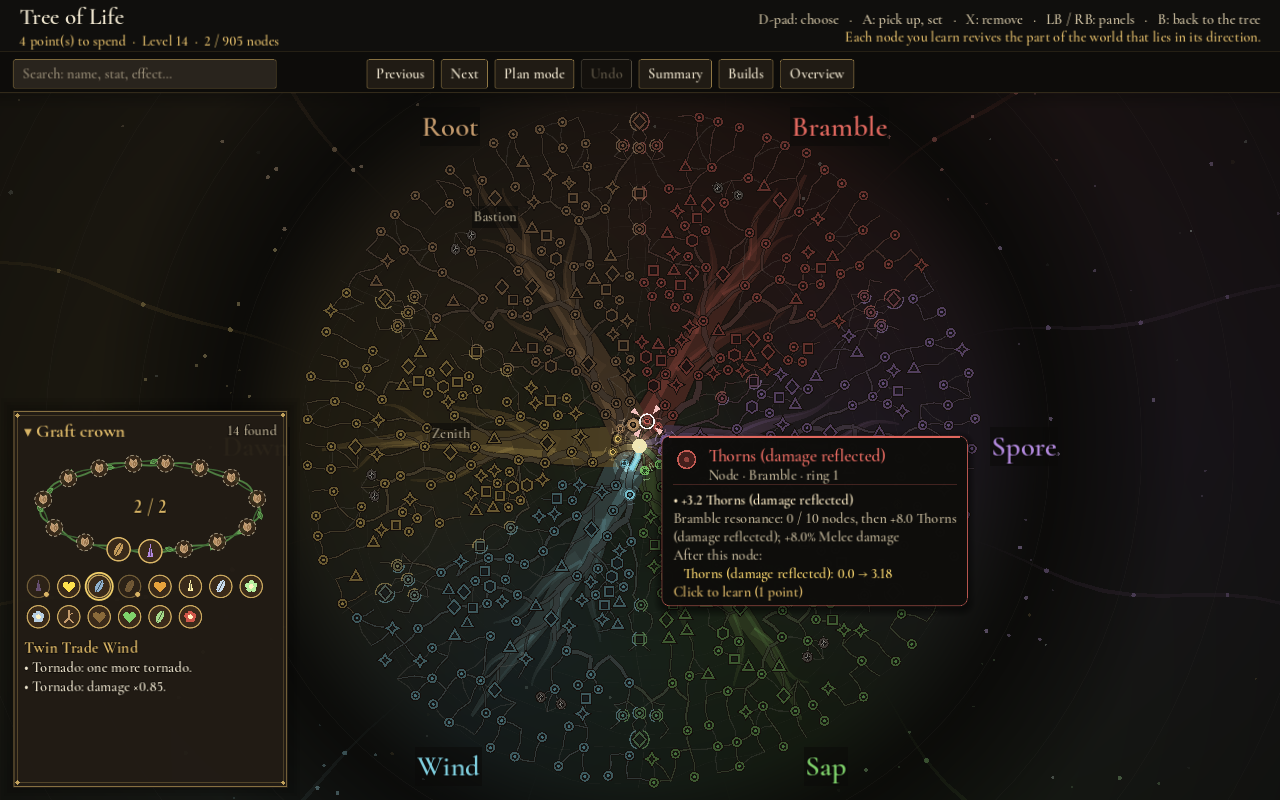 Tree of Life
4 point(s) to spend · Level 14 · 2 / 905 nodes
D-pad: choose · A: pick up, set · X: remove · LB / RB: panels · B: back to the tree
Each node you learn revives the part of the world that lies in its direction.
Search: name, stat, effect...
Previous
Next
Plan mode
Undo
Summary
Builds
Overview
Root
Bramble
Bastion
Zenith
Dawn
Spore
Wind
Sap
▾ Graft crown
14 found
2 / 2
Twin Trade Wind
• Tornado: one more tornado.
• Tornado: damage ×0.85.
Thorns (damage reflected)
Node · Bramble · ring 1
• +3.2 Thorns (damage reflected)
Bramble resonance: 0 / 10 nodes, then +8.0 Thorns
(damage reflected); +8.0% Melee damage
After this node:
Thorns (damage reflected): 0.0 → 3.18
Click to learn (1 point)